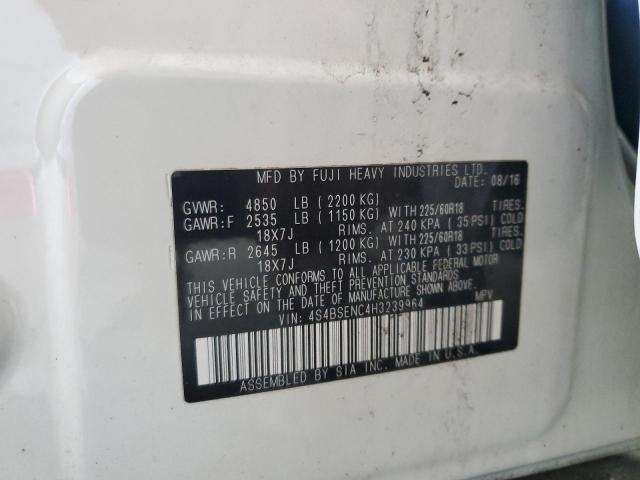 MFD BY FUJI HEAVY INDUSTRIES LTD.
DATE: 08/16
GVWR: 4850 LB (2200 KG)
GAWR:F 2535 LB (1150 KG) WITH 225/60R18 TIRES.
18X7J RIMS. AT 240 KPA (35 PSI) COLD
GAWR:R 2645 LB (1200 KG) WITH 225/60R18 TIRES.
18X7J RIMS. AT 230 KPA (33 PSI) COLD
THIS VEHICLE CONFORMS TO ALL APPLICABLE FEDERAL MOTOR
VEHICLE SAFETY AND THEFT PREVENTION STANDARDS IN
EFFECT ON THE DATE OF MANUFACTURE SHOWN ABOVE.
VIN: 4S4BSENC4H3239964 MPV
ASSEMBLED BY SIA INC. MADE IN U.S.A.